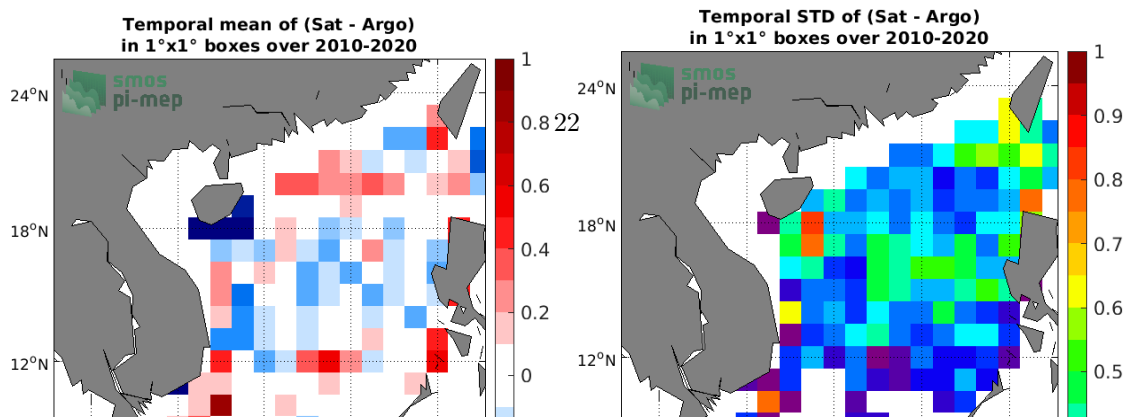 Temporal mean of (Sat - Argo)
in 1°x1° boxes over 2010-2020
smos
pi-mep
24°N
18°N
12°N
1
0.8
0.6
0.4
0.2
0
22
Temporal STD of (Sat - Argo)
in 1°x1° boxes over 2010-2020
smos
pi-mep
24°N
18°N
12°N
1
0.9
0.8
0.7
0.6
0.5